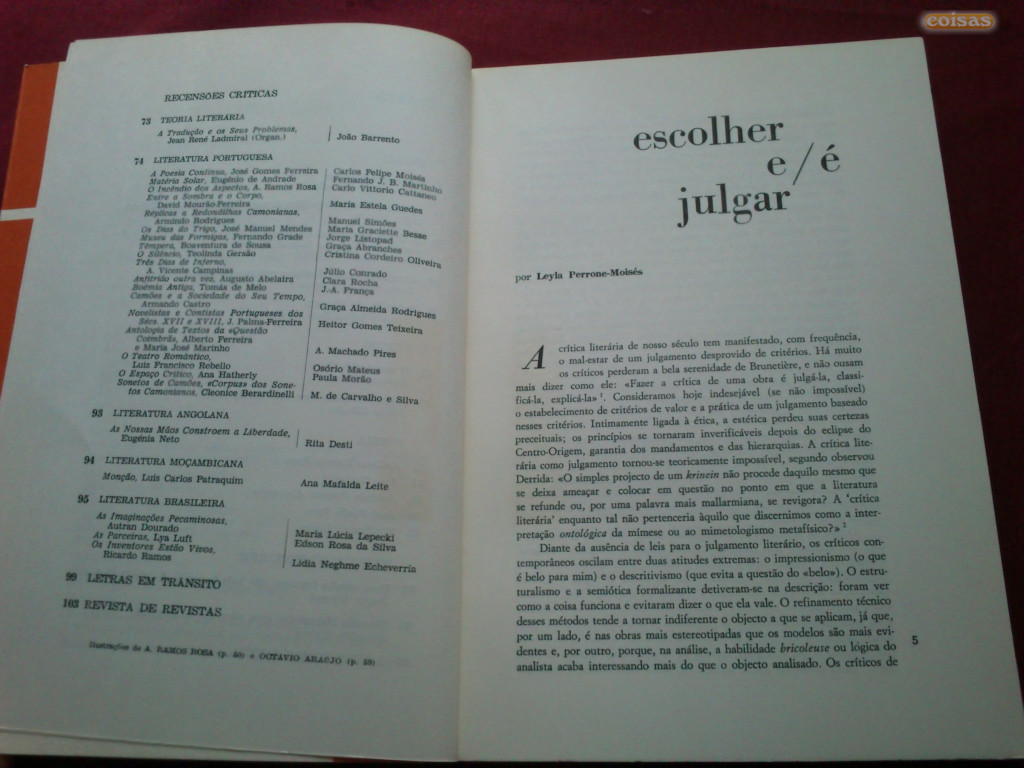 coisas
RECENSÕES CRÍTICAS
73 TEORIA LITERÁRIA
A Tradução e os Seus Problemas,
Jean René Ladmiral (Organ.) João Barrento
74 LITERATURA PORTUGUESA
A Poesia Contínua, José Gomes Ferreira Carlos Felipe Moisés
Matéria Solar, Eugénio de Andrade Fernando J. B. Martinho
O Incêndio dos Aspectos, A. Ramos Rosa Carlo Vittorio Cattaneo
Entre a Sombra e o Corpo,
David Mourão-Ferreira Maria Estela Guedes
Réplicas a Redondilhas Camonianas,
Armindo Rodrigues Manuel Simões
Os Dias do Trigo, José Manuel Mendes Maria Graciette Besse
Museu das Formigas, Fernando Grade Jorge Listopad
Têmpera, Boaventura de Sousa Graça Abranches
O Silêncio, Teolinda Gersão Cristina Cordeiro Oliveira
Três Dias de Inferno,
A. Vicente Campinas Júlio Conrado
Anfitrião outra vez, Augusto Abelaira Clara Rocha
Boémia Antiga, Tomás de Melo J.-A. França
Camões e a Sociedade do Seu Tempo,
Armando Castro Graça Almeida Rodrigues
Novelistas e Contistas Portugueses dos
Sécs. XVII e XVIII, J. Palma-Ferreira Heitor Gomes Teixeira
Antologia de Textos da «Questão
Coimbrã», Alberto Ferreira
e Maria José Marinho A. Machado Pires
O Teatro Romântico,
Luís Francisco Rebello Osório Mateus
O Espaço Crítico, Ana Hatherly Paula Morão
Sonetos de Camões, «Corpus» dos Sone-
tos Camonianos, Cleonice Berardinelli M. de Carvalho e Silva
93 LITERATURA ANGOLANA
As Nossas Mãos Constroem a Liberdade,
Eugénia Neto Rita Desti
94 LITERATURA MOÇAMBICANA
Monção, Luís Carlos Patraquim Ana Mafalda Leite
95 LITERATURA BRASILEIRA
As Imaginações Pecaminosas,
Autran Dourado Maria Lúcia Lepecki
As Parceiras, Lya Luft Edson Rosa da Silva
Os Inventores Estão Vivos,
Ricardo Ramos Lídia Neghme Echeverría
99 LETRAS EM TRÂNSITO
103 REVISTA DE REVISTAS
Ilustrações de A. RAMOS ROSA (p. 50) e OCTÁVIO ARAÚJO (p. 59)
escolher
e / é
julgar
por Leyla Perrone-Moisés
A crítica literária de nosso século tem manifestado, com frequência,
o mal-estar de um julgamento desprovido de critérios. Há muito
os críticos perderam a bela serenidade de Brunetière, e não ousam
mais dizer como ele: «Fazer a crítica de uma obra é julgá-la, classi-
ficá-la, explicá-la» 1. Consideramos hoje indesejável (se não impossível)
o estabelecimento de critérios de valor e a prática de um julgamento baseado
nesses critérios. Intimamente ligada à ética, a estética perdeu suas certezas
preceituais; os princípios se tornaram inverificáveis depois do eclipse do
Centro-Origem, garantia dos mandamentos e das hierarquias. A crítica lite-
rária como julgamento tornou-se teoricamente impossível, segundo observou
Derrida: «O simples projecto de um krinein não procede daquilo mesmo que
se deixa ameaçar e colocar em questão no ponto em que a literatura
se refunde ou, por uma palavra mais mallarmiana, se revigora? A ‘crítica
literária’ enquanto tal não pertenceria àquilo que discernimos como a inter-
pretação ontológica da mímese ou ao mimetologismo metafísico?» 2
Diante da ausência de leis para o julgamento literário, os críticos con-
temporâneos oscilam entre duas atitudes extremas: o impressionismo (o que
é belo para mim) e o descritivismo (que evita a questão do «belo»). O estru-
turalismo e a semiótica formalizante detiveram-se na descrição: foram ver
como a coisa funciona e evitaram dizer o que ela vale. O refinamento técnico
desses métodos tende a tornar indiferente o objecto a que se aplicam, já que,
por um lado, é nas obras mais estereotipadas que os modelos são mais evi-
dentes e, por outro, porque, na análise, a habilidade bricoleuse ou lógica do
analista acaba interessando mais do que o objecto analisado. Os críticos de
5